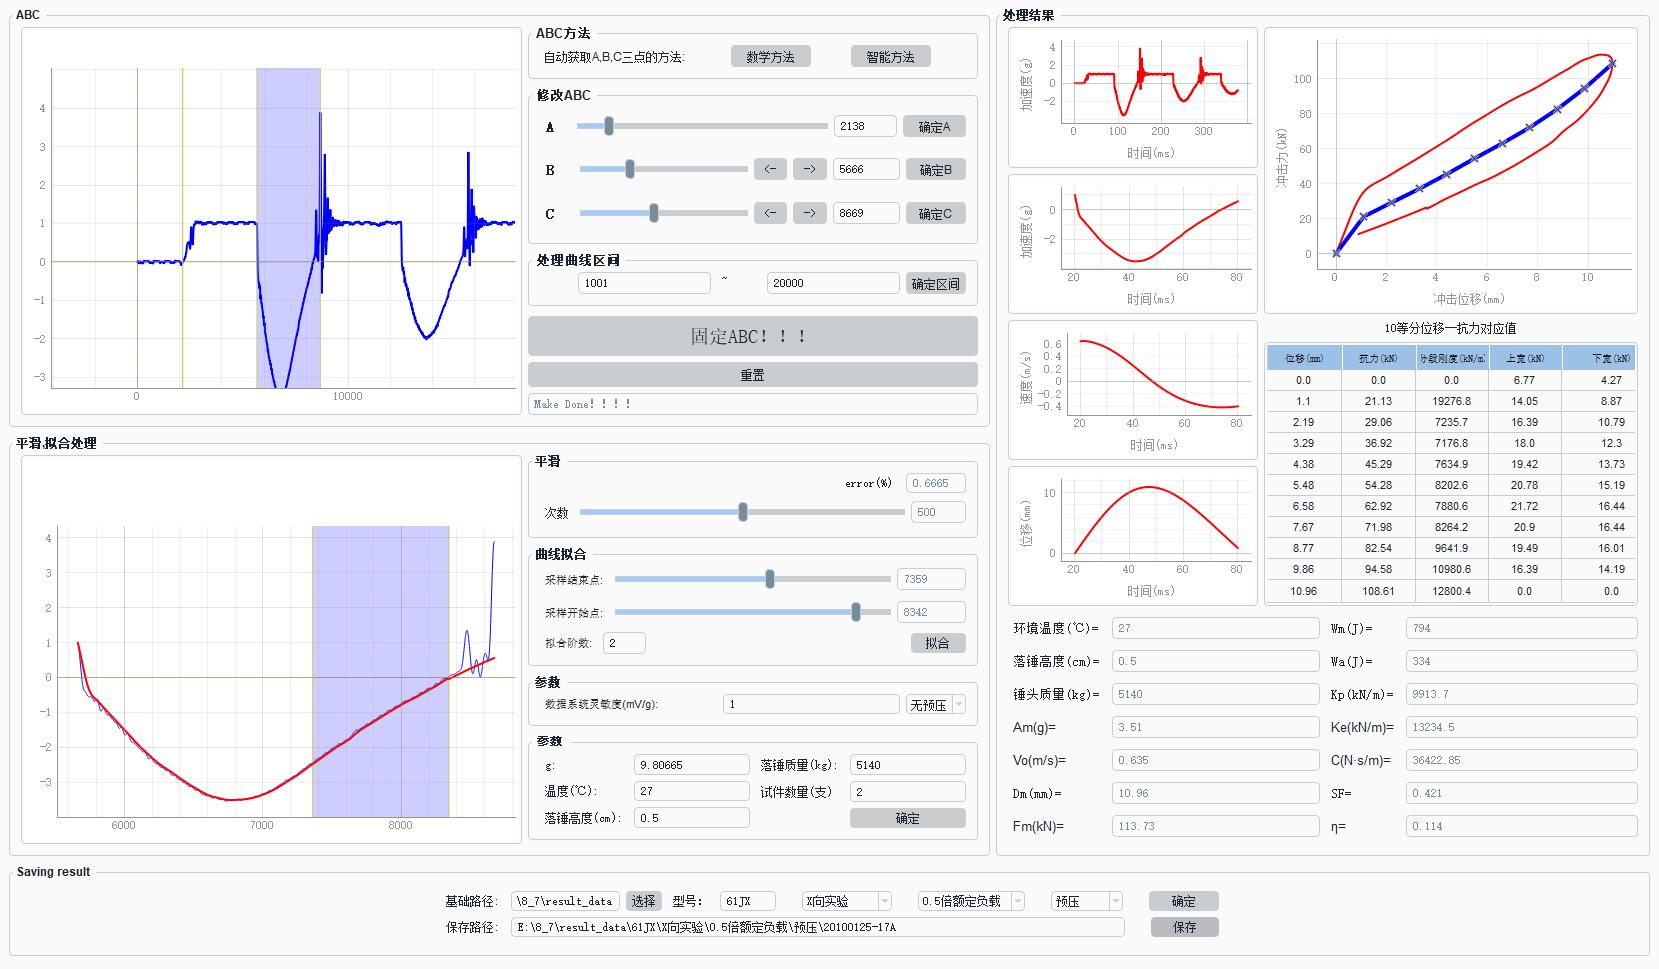 ABC
4
3
2
1
0
-1
-2
-3
0
10000
ABC方法
自动获取A,B,C三点的方法:
数学方法
智能方法
修改ABC
A
2138
确定A
B
<-
->
5666
确定B
C
<-
->
8669
确定C
处理曲线区间
1001
~
20000
确定区间
固定ABC！！！
重置
Make Done!!!!
平滑,拟合处理
4
3
2
1
0
-1
-2
-3
6000
7000
8000
平滑
error(%)
0.6665
次数
500
曲线拟合
采样结束点:
7359
采样开始点:
8342
拟合阶数:
2
拟合
参数
数据系统灵敏度(mV/g):
1
无预压
参数
g:
9.80665
落锤质量(kg):
5140
温度(℃):
27
试件数量(支)
2
落锤高度(cm):
0.5
确定
处理结果
加速度(g)
4
2
0
-2
0
100
200
300
时间(ms)
加速度(g)
0
-2
20
40
60
80
时间(ms)
速度(m/s)
0.6
0.4
0.2
0
-0.2
-0.4
20
40
60
80
时间(ms)
位移(mm)
10
0
20
40
60
80
时间(ms)
冲击力(kN)
100
80
60
40
20
0
0
2
4
6
8
10
冲击位移(mm)
10等分位移—抗力对应值
位移(mm) 抗力(kN) 分段刚度(kN/m) 上宽(kN) 下宽(kN)
0.0 0.0 0.0 6.77 4.27
1.1 21.13 19276.8 14.05 8.87
2.19 29.06 7235.7 16.39 10.79
3.29 36.92 7176.8 18.0 12.3
4.38 45.29 7634.9 19.42 13.73
5.48 54.28 8202.6 20.78 15.19
6.58 62.92 7880.6 21.72 16.44
7.67 71.98 8264.2 20.9 16.44
8.77 82.54 9641.9 19.49 16.01
9.86 94.58 10980.6 16.39 14.19
10.96 108.61 12800.4 0.0 0.0
环境温度(℃)= 27 Wm(J)= 794
落锤高度(cm)= 0.5 Wa(J)= 334
锤头质量(kg)= 5140 Kp(kN/m)= 9913.7
Am(g)= 3.51 Ke(kN/m)= 13234.5
Vo(m/s)= 0.635 C(N·s/m)= 36422.85
Dm(mm)= 10.96 SF= 0.421
Fm(kN)= 113.73 η= 0.114
Saving result
基础路径: \8_7\result_data 选择 型号: 61JX X向实验 0.5倍额定负载 预压 确定
保存路径: E:\8_7\result_data\61JX\X向实验\0.5倍额定负载\预压\20100125-17A 保存